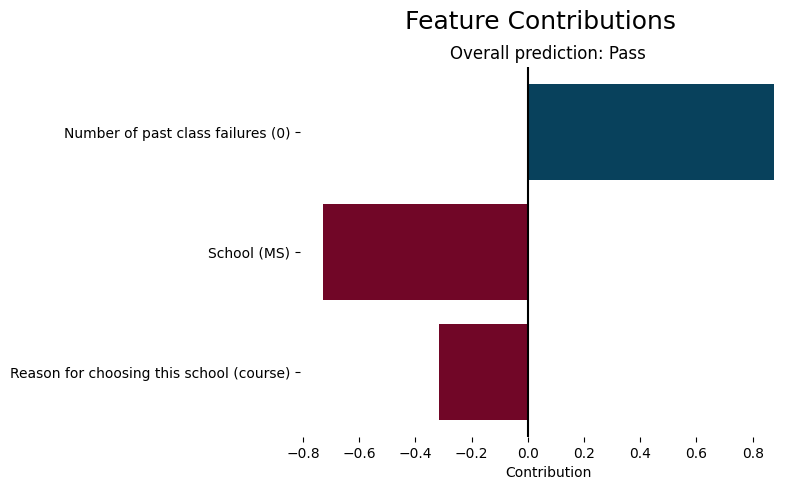 Feature Contributions
Overall prediction: Pass
Number of past class failures (0)
School (MS)
Reason for choosing this school (course)
−0.8 −0.6 −0.4 −0.2 0.0 0.2 0.4 0.6 0.8
Contribution